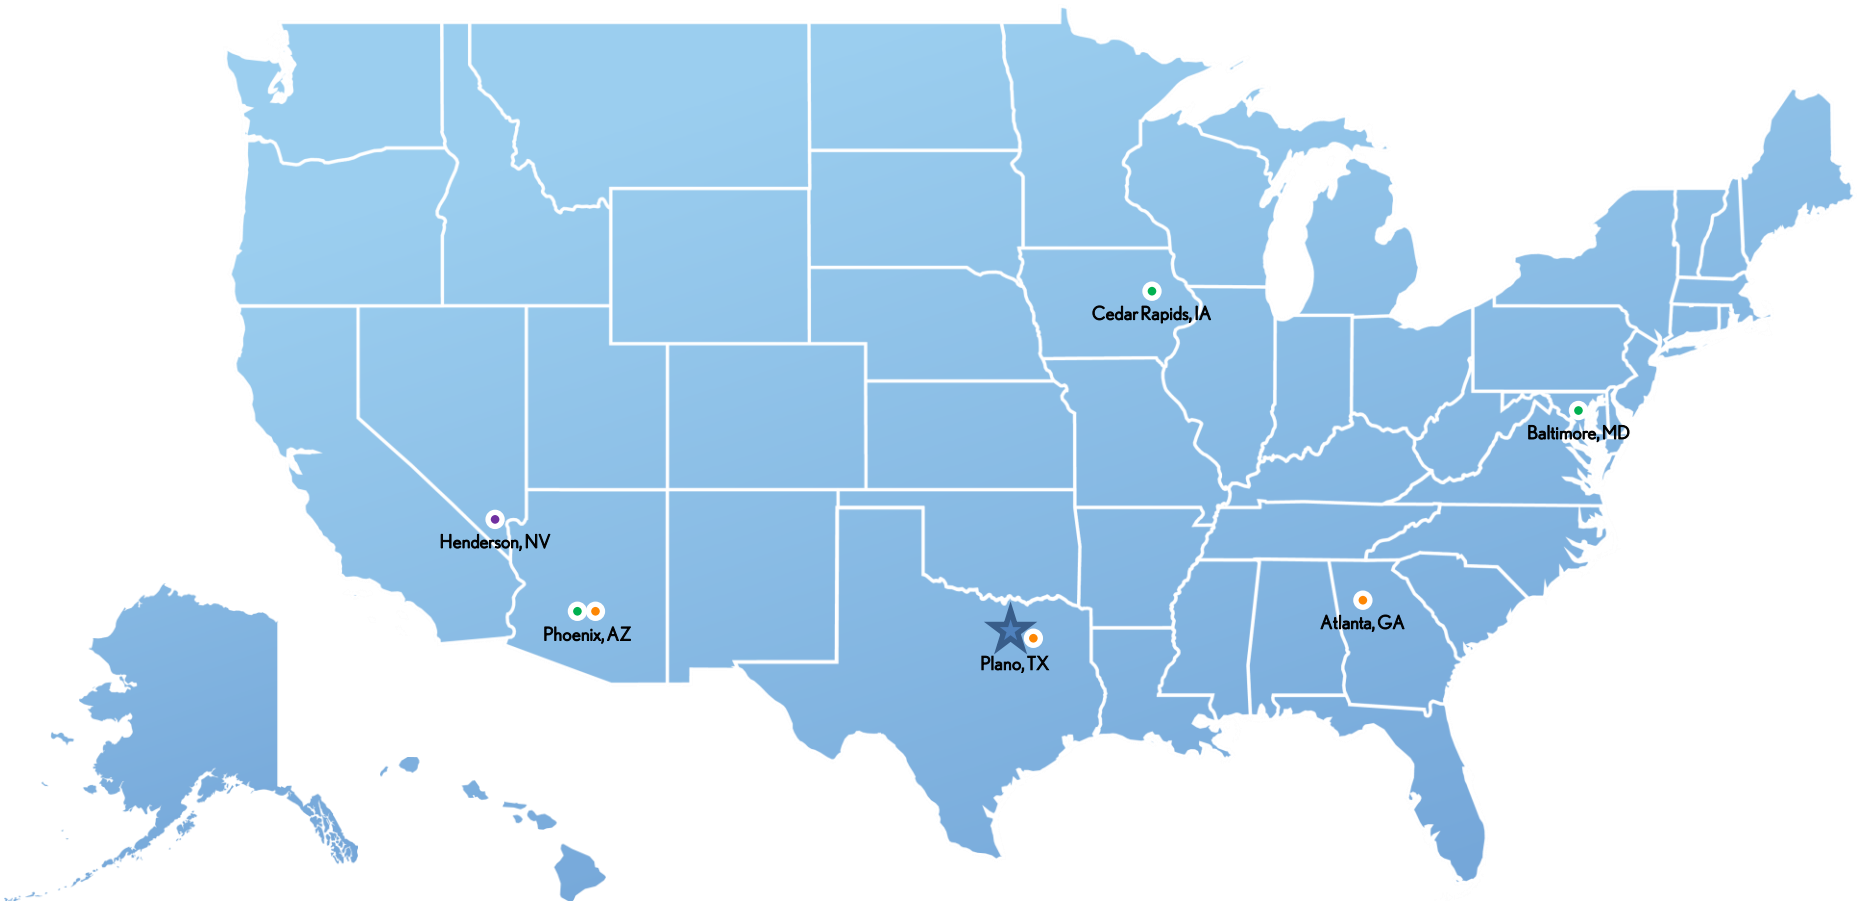 Cedar Rapids, IA
Baltimore, MD
Henderson, NV
Phoenix, AZ
Atlanta, GA
Plano, TX